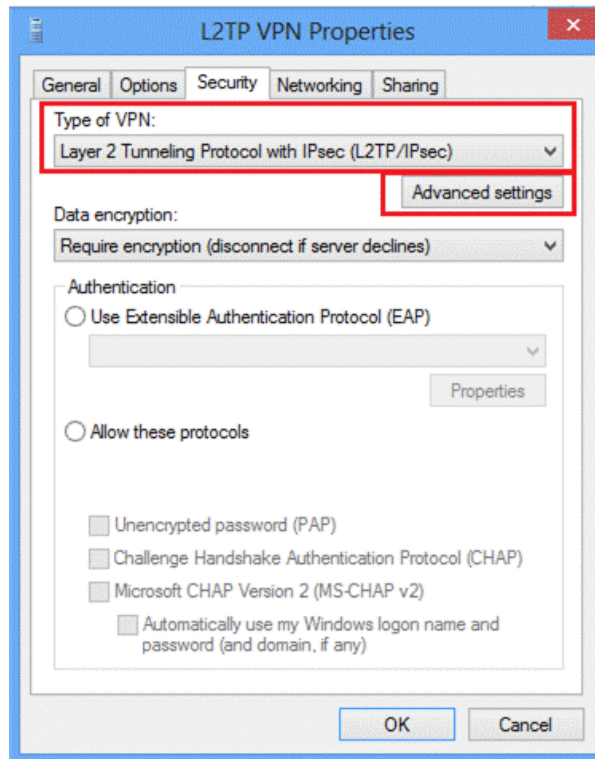 L2TP VPN Properties
General Options Security Networking Sharing
Type of VPN:
Layer 2 Tunneling Protocol with IPsec (L2TP/IPsec)
Advanced settings
Data encryption:
Require encryption (disconnect if server declines)
Authentication
Use Extensible Authentication Protocol (EAP)
Properties
Allow these protocols
Unencrypted password (PAP)
Challenge Handshake Authentication Protocol (CHAP)
Microsoft CHAP Version 2 (MS-CHAP v2)
Automatically use my Windows logon name and
password (and domain, if any)
OK Cancel